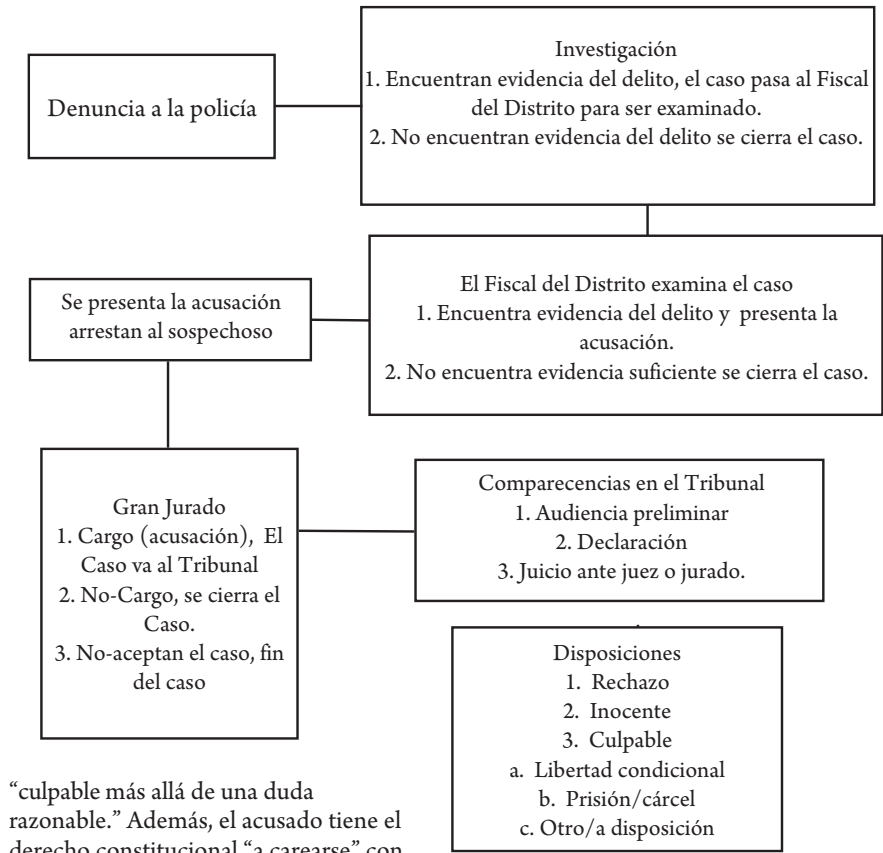 Denuncia a la policía
Investigación
1. Encuentran evidencia del delito, el caso pasa al Fiscal
del Distrito para ser examinado.
2. No encuentran evidencia del delito se cierra el caso.
El Fiscal del Distrito examina el caso
1. Encuentra evidencia del delito y presenta la
acusación.
2. No encuentra evidencia suficiente se cierra el caso.
Se presenta la acusación
arrestan al sospechoso
Gran Jurado
1. Cargo (acusación), El
Caso va al Tribunal
2. No-Cargo, se cierra el
Caso.
3. No-aceptan el caso, fin
del caso
Comparecencias en el Tribunal
1. Audiencia preliminar
2. Declaración
3. Juicio ante juez o jurado.
Disposiciones
1. Rechazo
2. Inocente
3. Culpable
a. Libertad condicional
b. Prisión/cárcel
c. Otro/a disposición
“culpable más allá de una duda
razonable.” Además, el acusado tiene el
derecho constitucional “a carearse” con